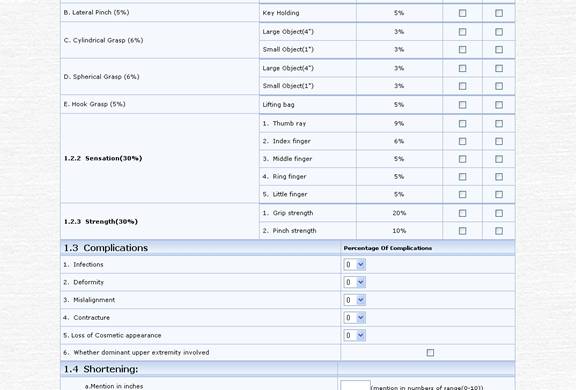 B. Lateral Pinch (5%) Key Holding 5%
C. Cylindrical Grasp (6%) Large Object(4") 3%
Small Object(1") 3%
D. Spherical Grasp (6%) Large Object(4") 3%
Small Object(1") 3%
E. Hook Grasp (5%) Lifting bag 5%
1.2.2 Sensation(30%) 1. Thumb ray 9%
2. Index finger 6%
3. Middle finger 5%
4. Ring finger 5%
5. Little finger 5%
1.2.3 Strength(30%) 1. Grip strength 20%
2. Pinch strength 10%
1.3 Complications Percentage Of Complications
1. Infections 0
2. Deformity 0
3. Mislalignment 0
4. Contracture 0
5. Loss of Cosmetic appearance 0
6. Whether dominant upper extremity involved
1.4 Shortening:
a.Mention in inches (mention in numbers of range(0-10))